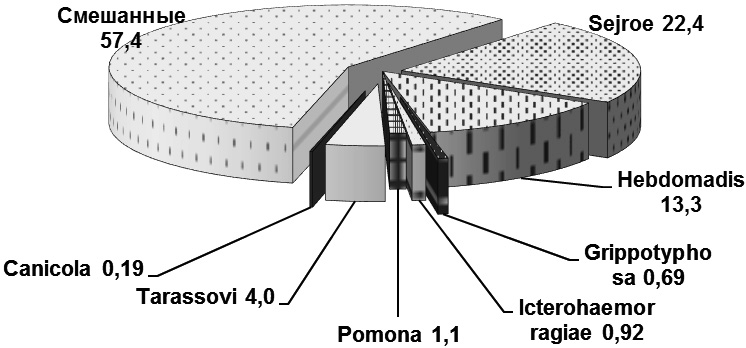 Смешанные
57,4
Sejroe 22,4
Hebdomadis
13,3
Grippotypho
sa 0,69
Icterohaemor
ragiae 0,92
Pomona 1,1
Tarassovi 4,0
Canicola 0,19